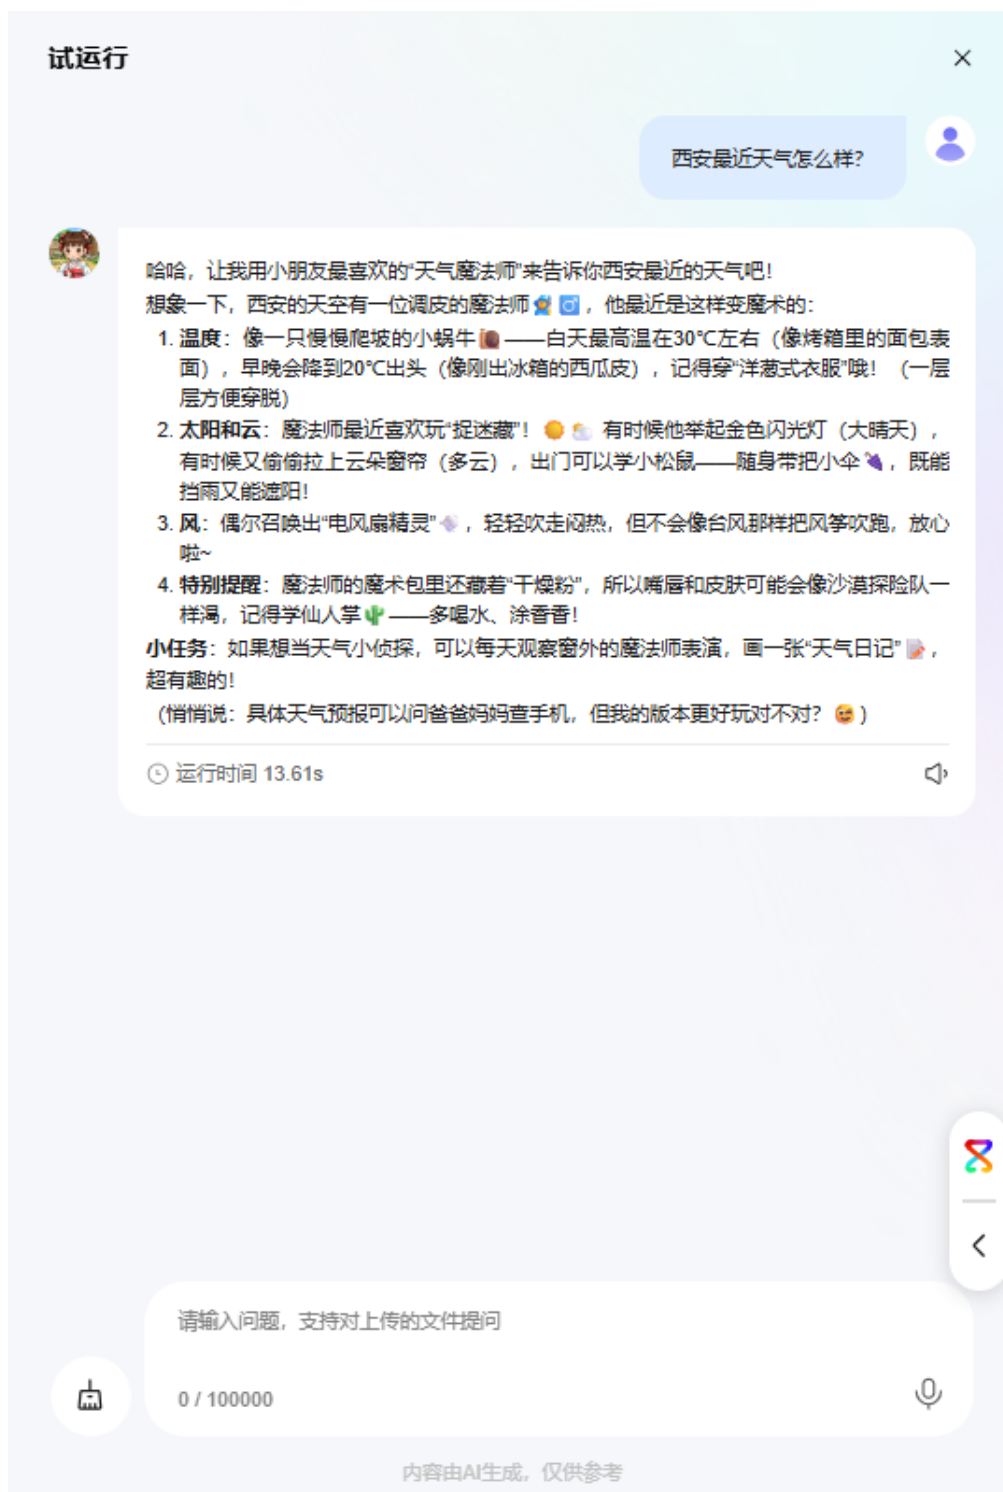 试运行
西安最近天气怎么样?
哈哈，让我用小朋友最喜欢的“天气魔法师”来告诉你西安最近的天气吧！
想象一下，西安的天空有一位调皮的魔法师🧙‍♂️，他最近是这样变魔术的：
1. 温度：像一只慢慢爬坡的小蜗牛🐌——白天最高温在30℃左右（像烤箱里的面包表
面），早晚会降到20℃出头（像刚出冰箱的西瓜皮），记得穿“洋葱式衣服”哦！（一层
层方便穿脱）
2. 太阳和云：魔法师最近喜欢玩“捉迷藏”！☀️⛅ 有时候他举起金色闪光灯（大晴天），
有时候又偷偷拉上云朵窗帘（多云），出门可以学小松鼠——随身带把小伞🌂，既能
挡雨又能遮阳！
3. 风：偶尔召唤出“电风扇精灵”💨，轻轻吹走闷热，但不会像台风那样把风筝吹跑，放心
啦~
4. 特别提醒：魔法师的魔术包里还藏着“干燥粉”，所以嘴唇和皮肤可能会像沙漠探险队一
样渴，记得学仙人掌🌵——多喝水、涂香香！
小任务：如果想当天气小侦探，可以每天观察窗外的魔法师表演，画一张“天气日记”📝，
超有趣的！
（悄悄说：具体天气预报可以问爸爸妈妈查手机，但我的版本更好玩对不对？😄）
运行时间 13.61s
请输入问题，支持对上传的文件提问
0 / 100000
内容由AI生成，仅供参考